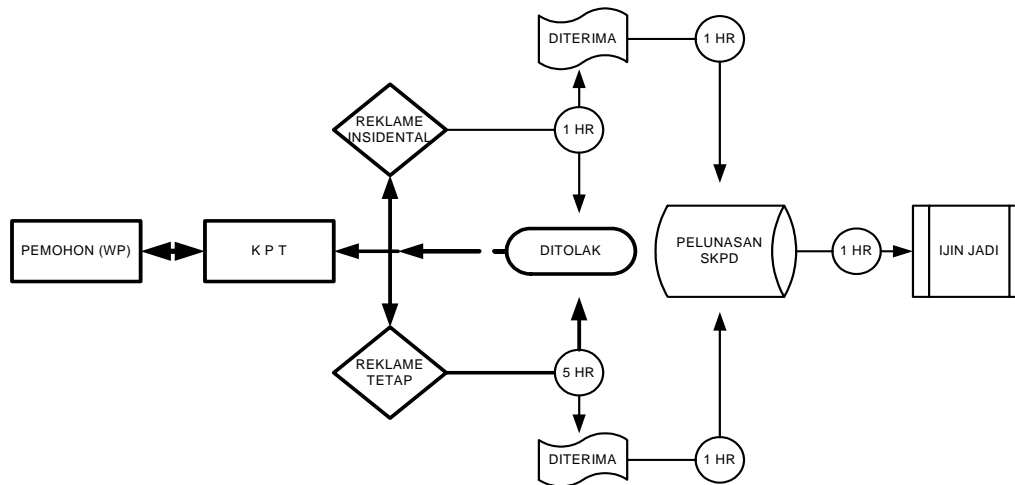 DITERIMA
1 HR
REKLAME
INSIDENTAL
1 HR
PEMOHON (WP)
K P T
DITOLAK
PELUNASAN
SKPD
1 HR
IJIN JADI
REKLAME
TETAP
5 HR
DITERIMA
1 HR